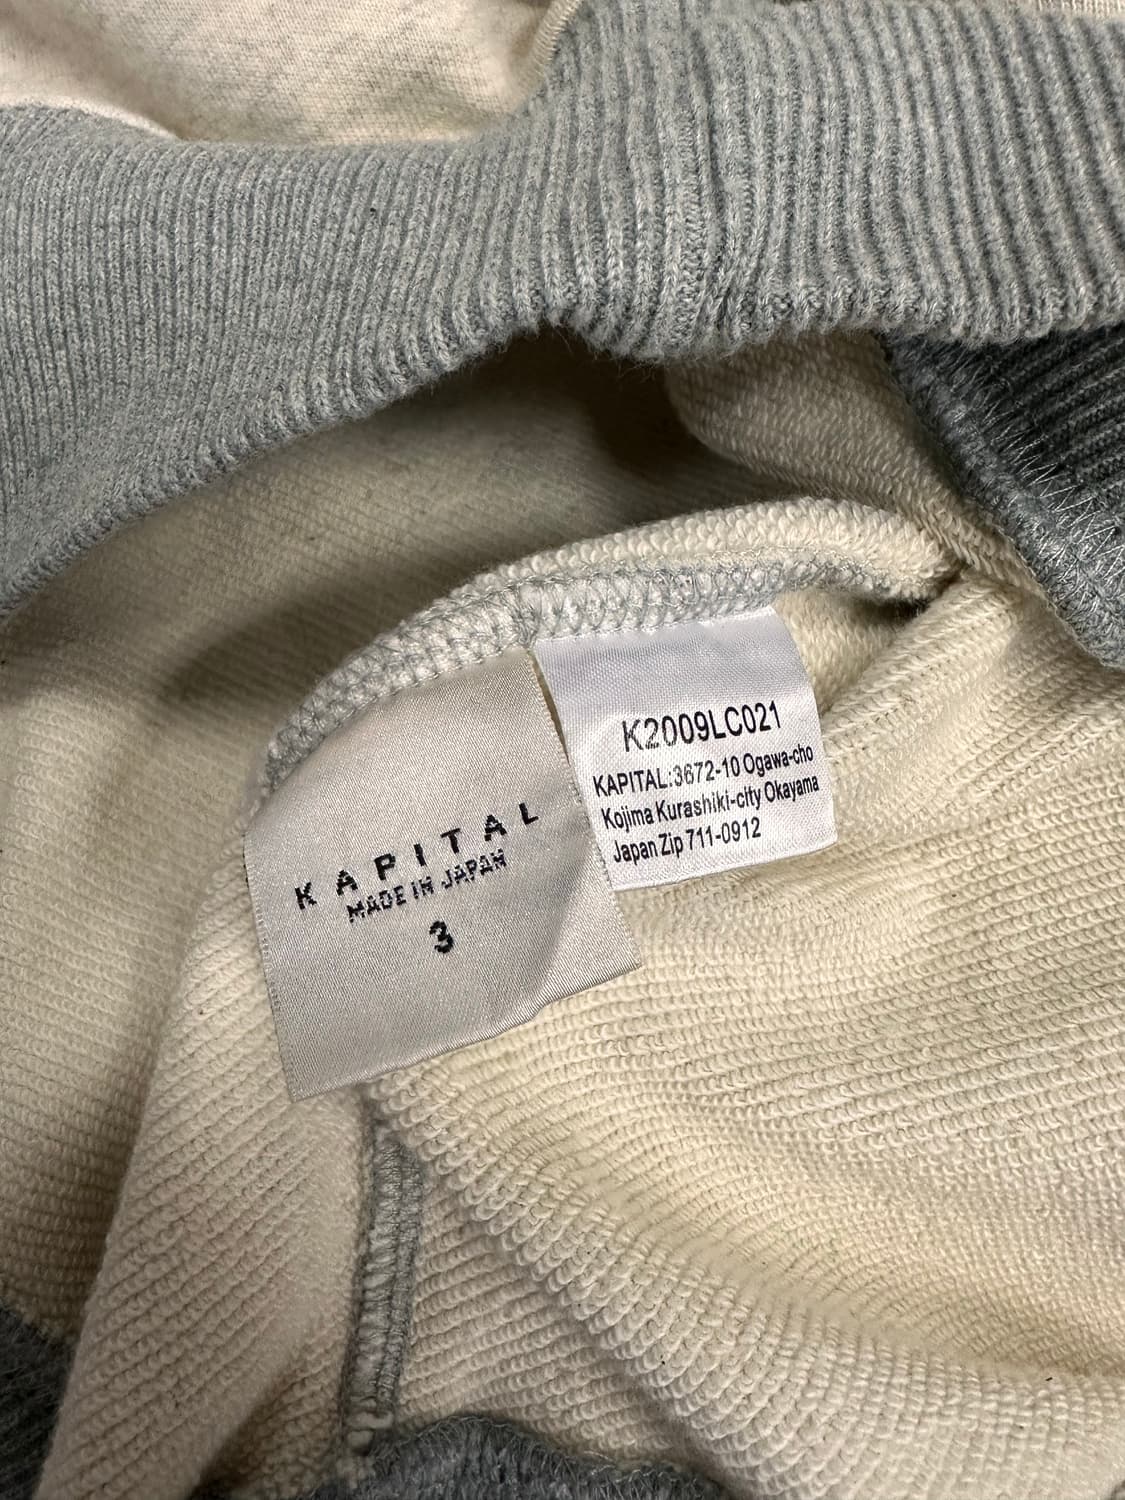 KAPITAL
MADE IN JAPAN
3
K2009LC021
KAPITAL:3672-10 Ogawa-cho
Kojima Kurashiki-city Okayama
Japan Zip 711-0912